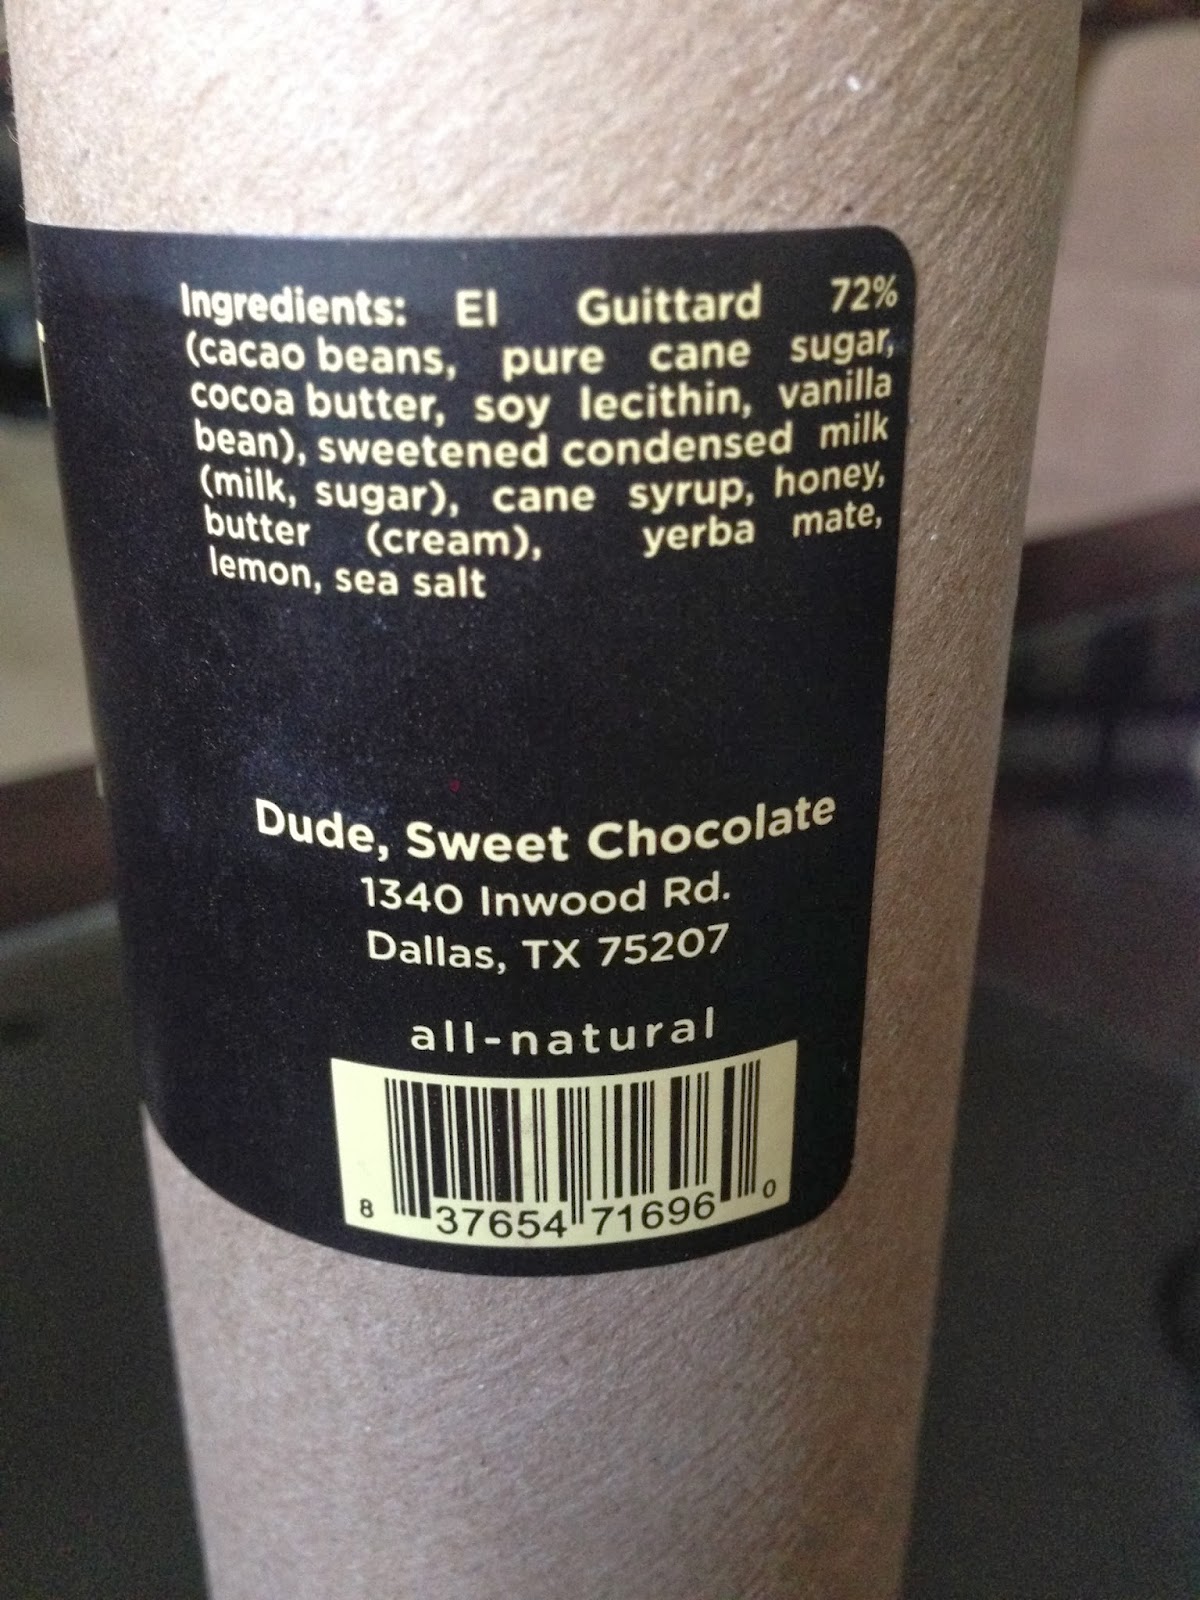 Ingredients: El Guittard 72%
(cacao beans, pure cane sugar,
cocoa butter, soy lecithin, vanilla
bean), sweetened condensed milk
(milk, sugar), cane syrup, honey,
butter (cream), yerba mate,
lemon, sea salt
Dude, Sweet Chocolate
1340 Inwood Rd.
Dallas, TX 75207
all-natural
8 37654 71696 0